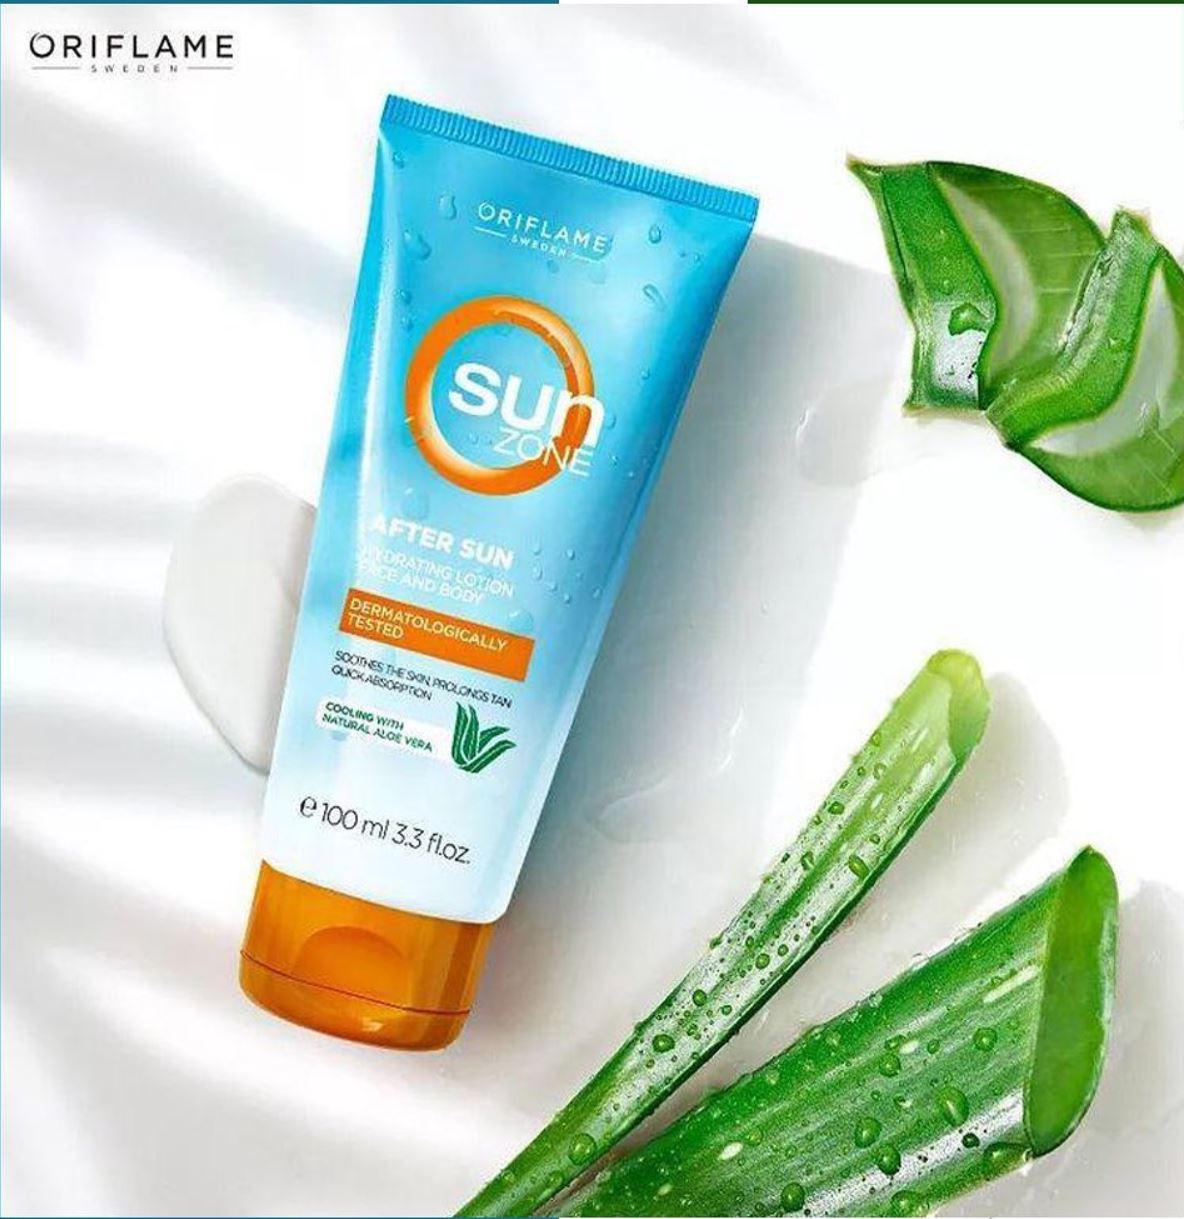 ORIFLAME
SWEDEN
ORIFLAME
SWEDEN
sun
ZONE
AFTER SUN
HYDRATING LOTION
FACE AND BODY
DERMATOLOGICALLY
TESTED
SOOTHES THE SKIN, PROLONGS TAN
QUICK ABSORPTION
COOLING WITH
NATURAL ALOE VERA
e 100 ml 3.3 fl.oz.